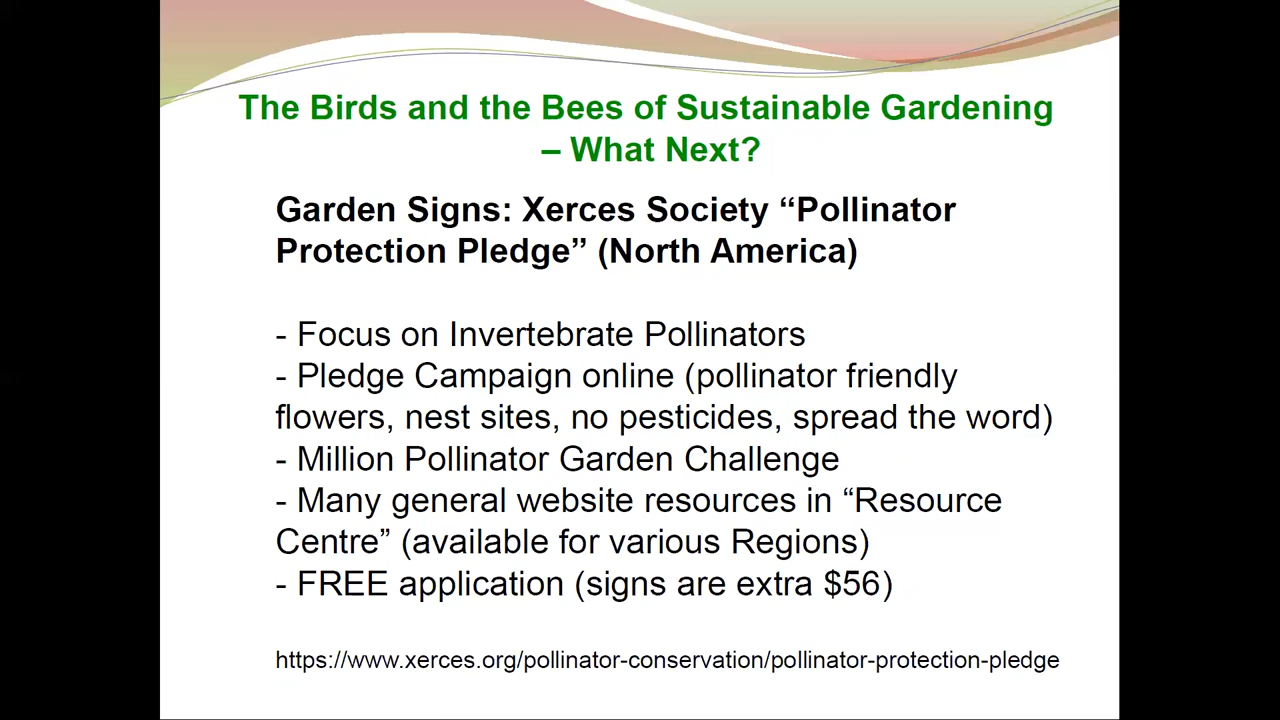 The Birds and the Bees of Sustainable Gardening
– What Next?
Garden Signs: Xerces Society “Pollinator
Protection Pledge” (North America)
- Focus on Invertebrate Pollinators
- Pledge Campaign online (pollinator friendly
flowers, nest sites, no pesticides, spread the word)
- Million Pollinator Garden Challenge
- Many general website resources in “Resource
Centre” (available for various Regions)
- FREE application (signs are extra $56)
https://www.xerces.org/pollinator-conservation/pollinator-protection-pledge